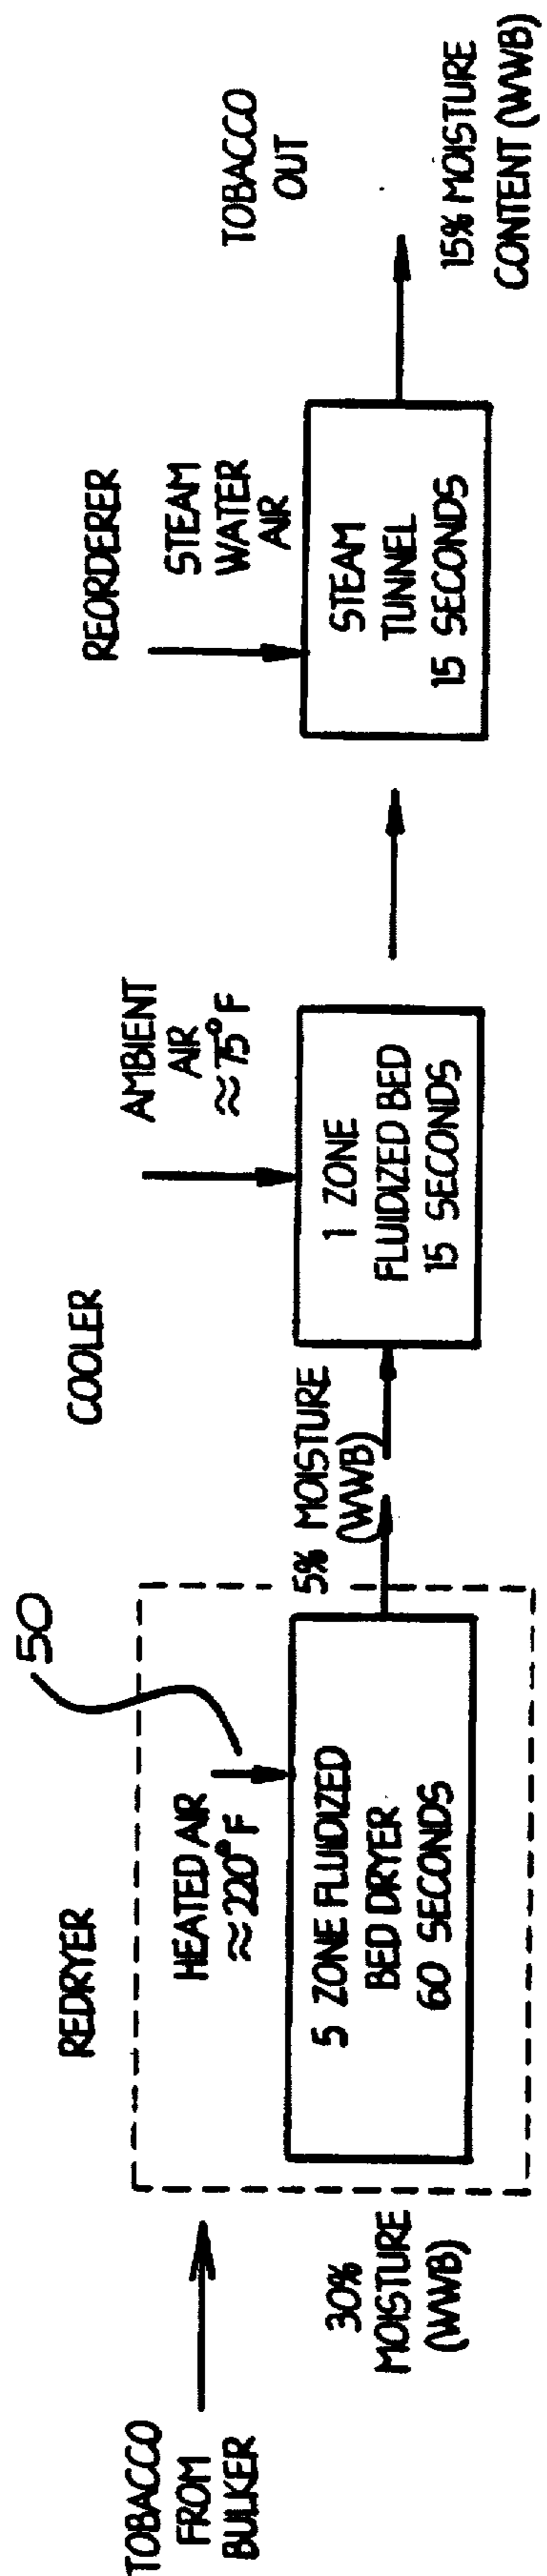 TOBACCO
FROM
BULKER
30%
MOISTURE
(WWB)
REDRYER
50
HEATED AIR
≈220°F
5 ZONE FLUIDIZED
BED DRYER
60 SECONDS
5% MOISTURE
(WWB)
COOLER
AMBIENT
AIR
≈75°F
1 ZONE
FLUIDIZED BED
15 SECONDS
REORDERER
STEAM
WATER
AIR
STEAM
TUNNEL
15 SECONDS
TOBACCO
OUT
15% MOISTURE
CONTENT (WWB)